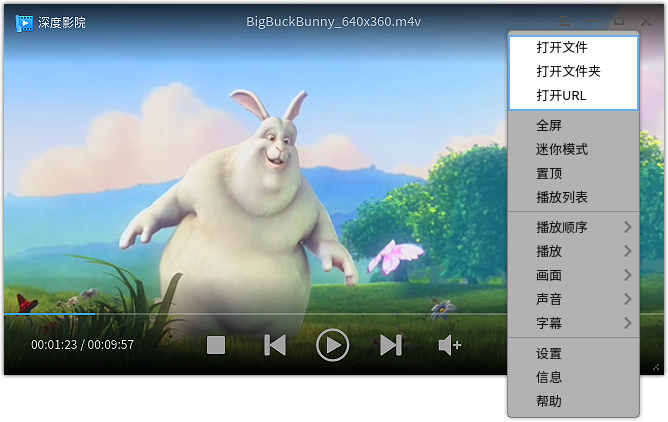 深度影院
BigBuckBunny_640x360.m4v
打开文件
打开文件夹
打开URL
全屏
迷你模式
置顶
播放列表
播放顺序
播放
画面
声音
字幕
设置
信息
帮助
00:01:23 / 00:09:57